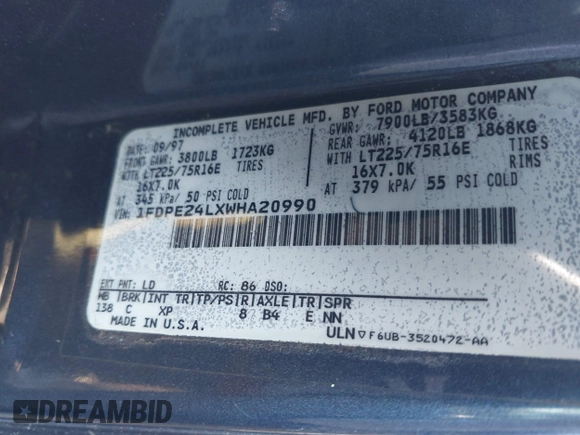 INCOMPLETE VEHICLE MFD. BY FORD MOTOR COMPANY
DATE: 09/97 GVWR: 7900LB/3583KG
FRONT GAWR: 3800LB 1723KG REAR GAWR: 4120LB 1868KG
WITH LT225/75R16E TIRES WITH LT225/75R16E TIRES
16X7.0K 16X7.0K RIMS
AT 345 kPa/ 50 PSI COLD AT 379 kPA/ 55 PSI COLD
VIN: 1FDPE24LXWHA20990
EXT PNT: LD RC: 86 DSO:
WB |BRK|INT TR|TP/PS|R|AXLE|TR|SPR
138 C XP 8 B4 E NN
MADE IN U.S.A.
ULN ▽ F6UB-3520472-AA
DREAMBID